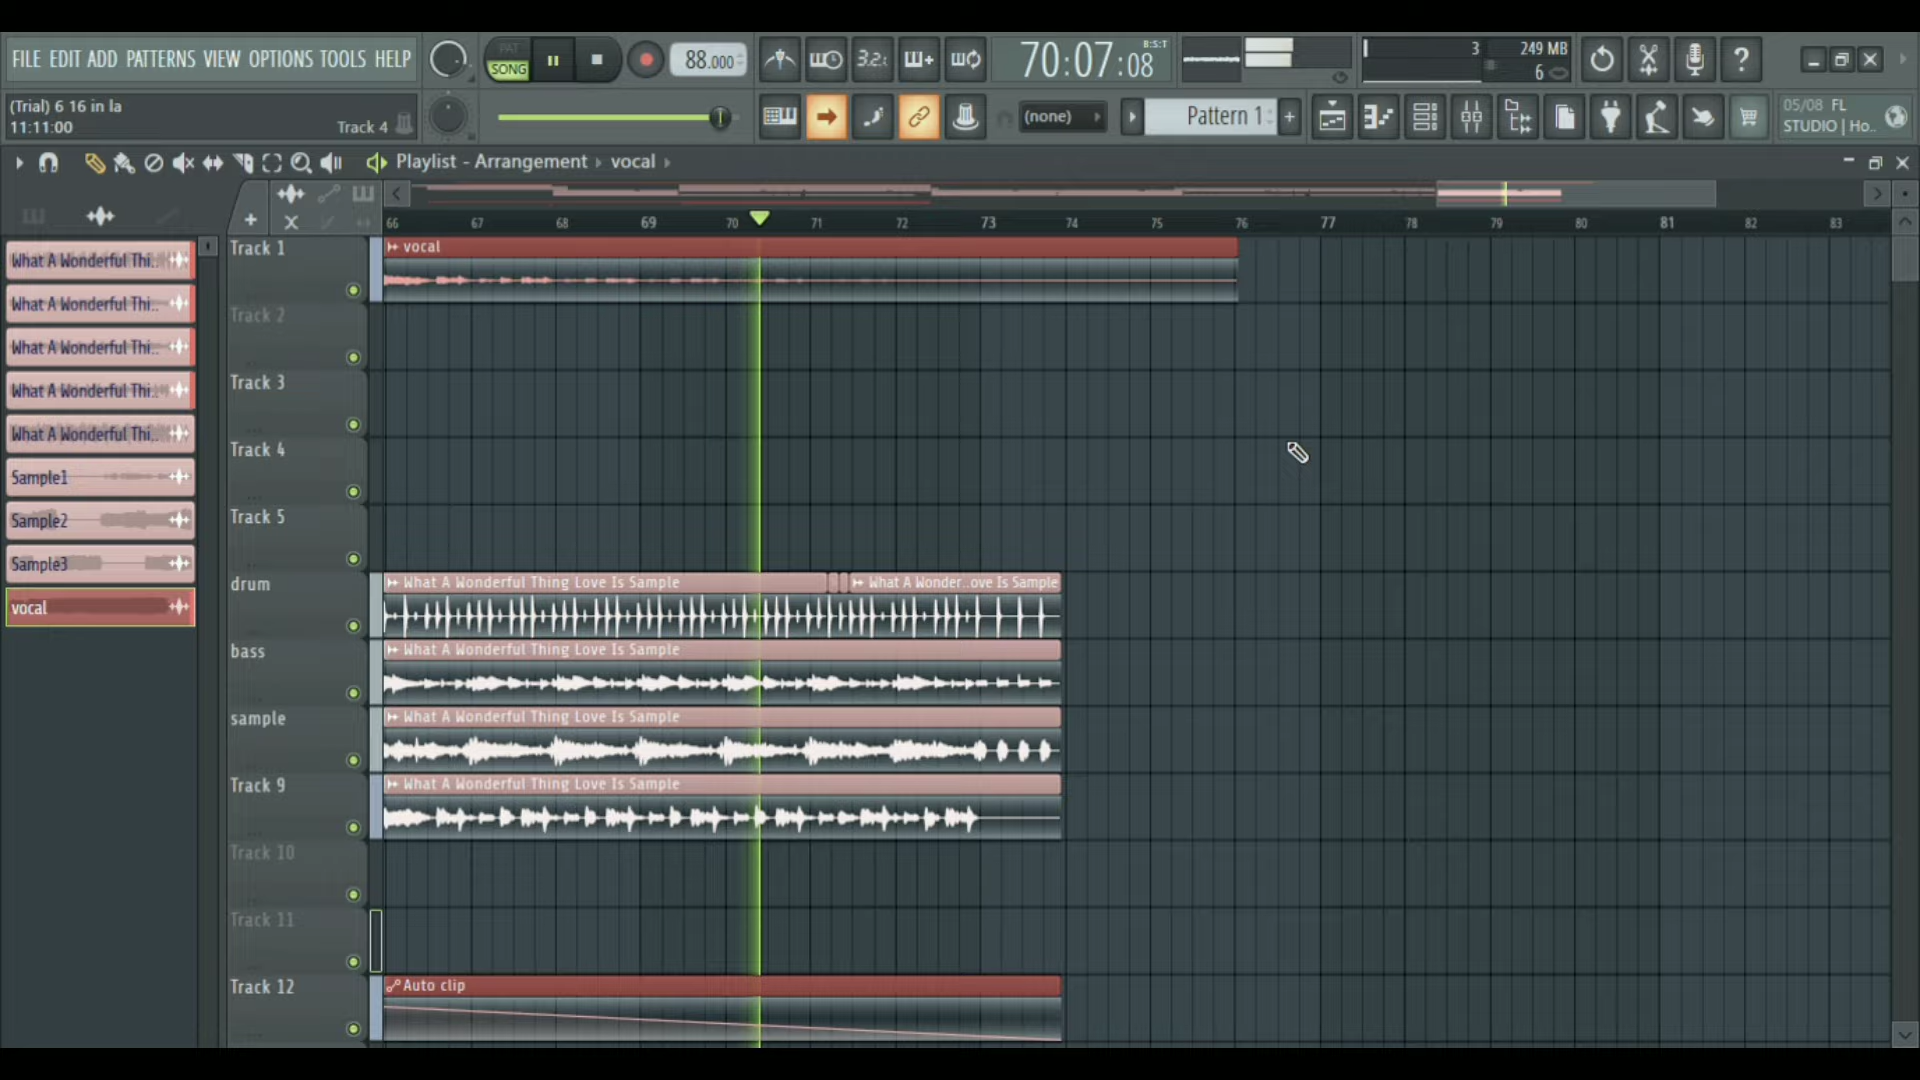 FILE EDIT ADD PATTERNS VIEW OPTIONS TOOLS HELP
PAT
SONG
88.000
3.2:
70:07:08
B:S:T
3
249 MB
6
?
(Trial) 6 16 in la
11:11:00
Track 4
(none)
Pattern 1
+
05/08 FL
STUDIO | Ho..
Playlist - Arrangement
vocal
66 67 68 69 70 71 72 73 74 75 76 77 78 79 80 81 82 83
What A Wonderful Thi..
What A Wonderful Thi..
What A Wonderful Thi..
What A Wonderful Thi..
What A Wonderful Thi..
Sample1
Sample2
Sample3
vocal
Track 1
vocal
Track 2
Track 3
Track 4
Track 5
drum
What A Wonderful Thing Love Is Sample
What A Wonder..ove Is Sample
bass
What A Wonderful Thing Love Is Sample
sample
What A Wonderful Thing Love Is Sample
Track 9
What A Wonderful Thing Love Is Sample
Track 10
Track 11
Track 12
Auto clip